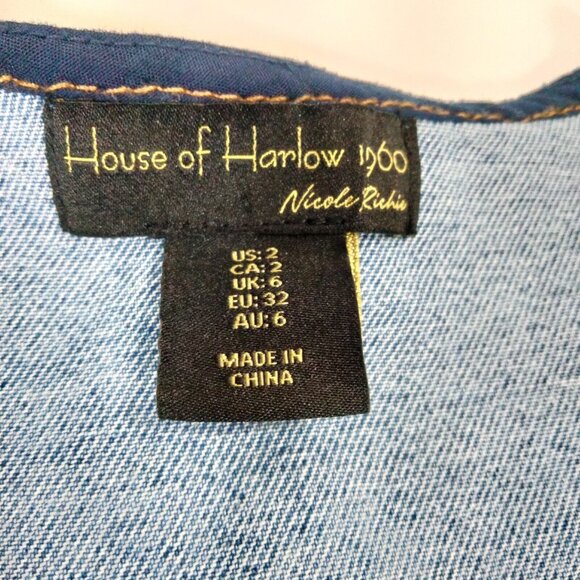 House of Harlow 1960
Nicole Richie
US: 2
CA: 2
UK: 6
EU: 32
AU: 6
MADE IN
CHINA